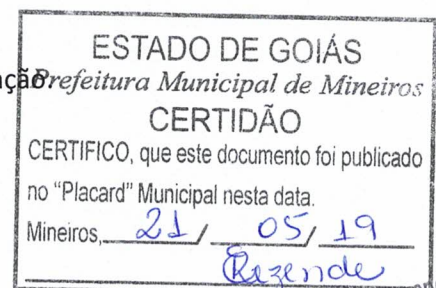 ESTADO DE GOIÁS
ção Prefeitura Municipal de Mineiros
CERTIDÃO
CERTIFICO, que este documento foi publicado
no "Placard" Municipal nesta data.
Mineiros, 21/ 05/ 19
Rezende